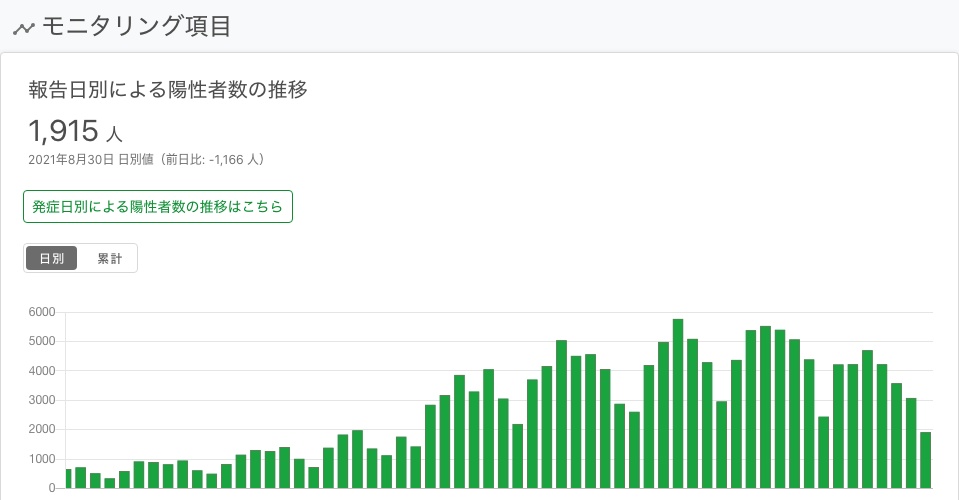 モニタリング項目
報告日別による陽性者数の推移
1,915 人
2021年8月30日 日別値（前日比: -1,166 人）
発症日別による陽性者数の推移はこちら
日別 累計
6000
5000
4000
3000
2000
1000
0